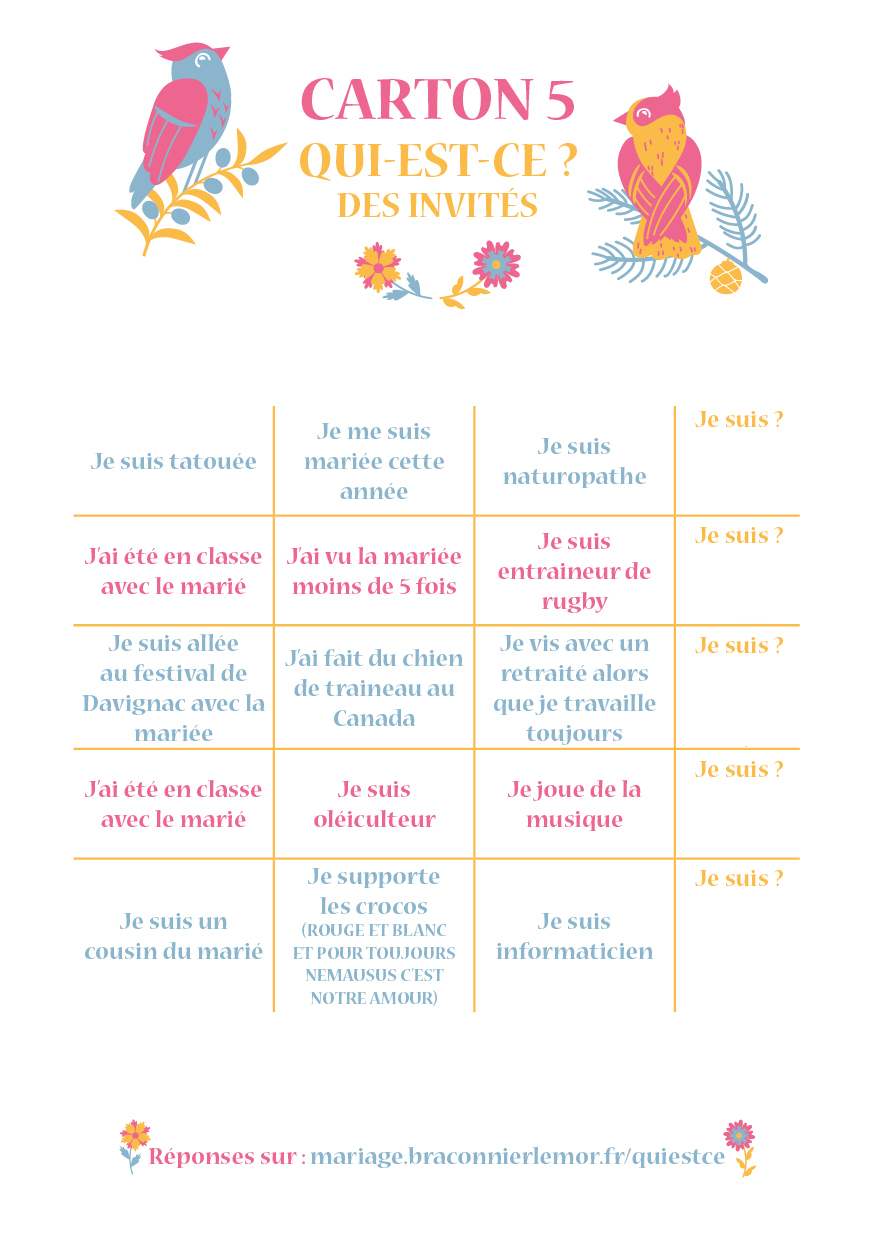 CARTON 5
QUI-EST-CE ?
DES INVITÉS
Je suis tatouée
Je me suis
mariée cette
année
Je suis
naturopathe
Je suis ?
J'ai été en classe
avec le marié
J'ai vu la mariée
moins de 5 fois
Je suis
entraineur de
rugby
Je suis ?
Je suis allée
au festival de
Davignac avec la
mariée
J'ai fait du chien
de traineau au
Canada
Je vis avec un
retraité alors
que je travaille
toujours
Je suis ?
J'ai été en classe
avec le marié
Je suis
oléiculteur
Je joue de la
musique
Je suis ?
Je suis un
cousin du marié
Je supporte
les crocos
(ROUGE ET BLANC
ET POUR TOUJOURS
NEMAUSUS C'EST
NOTRE AMOUR)
Je suis
informaticien
Je suis ?
Réponses sur : mariage.braconnierlemor.fr/quiestce